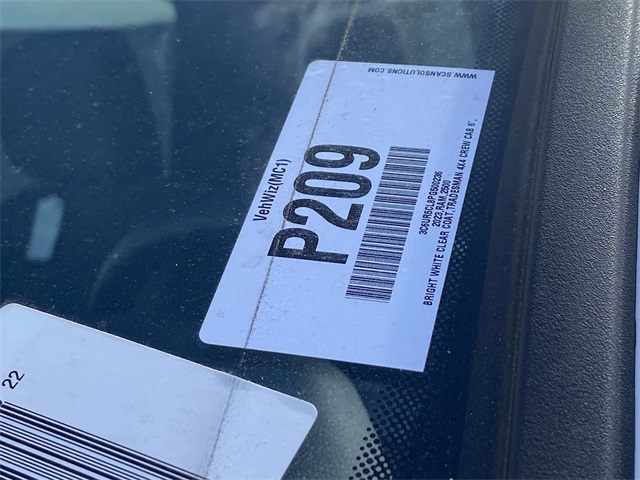 WWW.SCANSOLUTIONS.COM
VehWiz(MC1)
P209
3C6UR5CL8PG500236
2023,RAM,2500
BRIGHT WHITE CLEAR COAT,TRADESMAN 4X4 CREW CAB 6',
22